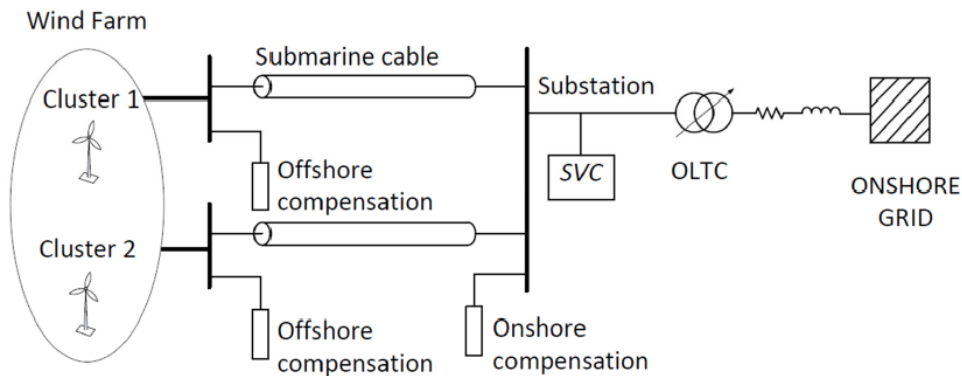 Wind Farm
Cluster 1
Submarine cable
Substation
Offshore
compensation
SVC
OLTC
ONSHORE
GRID
Cluster 2
Offshore
compensation
Onshore
compensation